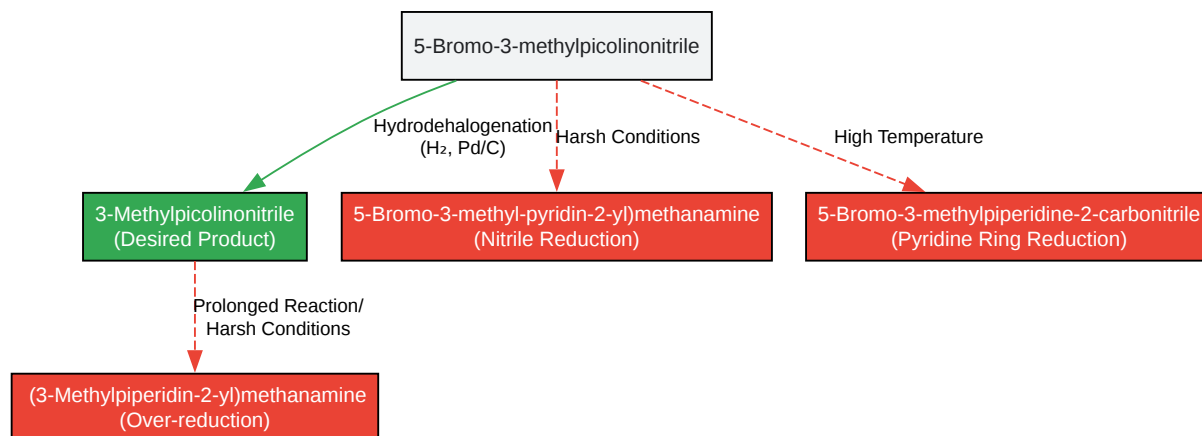 5-Bromo-3-methylpicolinonitrile
Hydrodehalogenation
(H₂, Pd/C)
Harsh Conditions
High Temperature
3-Methylpicolinonitrile
(Desired Product)
5-Bromo-3-methyl-pyridin-2-yl)methanamine
(Nitrile Reduction)
5-Bromo-3-methylpiperidine-2-carbonitrile
(Pyridine Ring Reduction)
Prolonged Reaction/
Harsh Conditions
(3-Methylpiperidin-2-yl)methanamine
(Over-reduction)